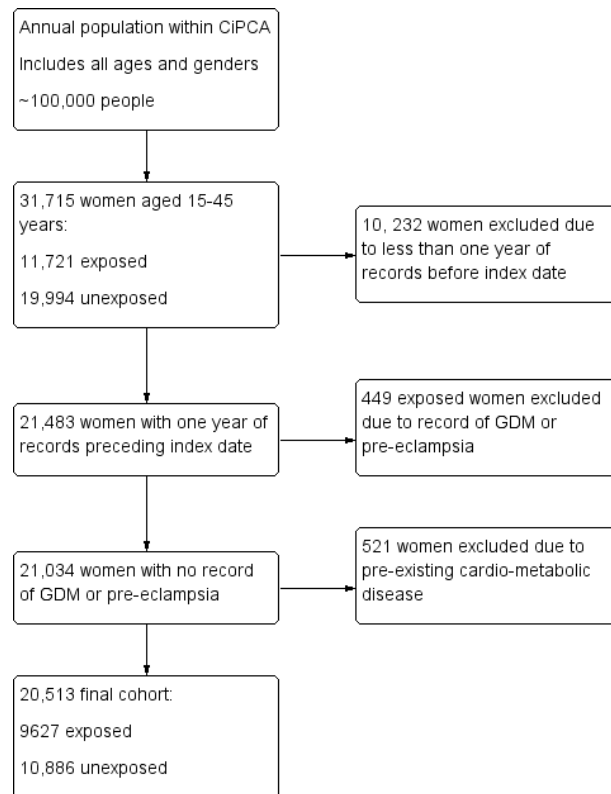 Annual population within CiPCA
Includes all ages and genders
~100,000 people
31,715 women aged 15-45
years:
11,721 exposed
19,994 unexposed
10, 232 women excluded due
to less than one year of
records before index date
21,483 women with one year of
records preceding index date
449 exposed women excluded
due to record of GDM or
pre-eclampsia
21,034 women with no record
of GDM or pre-eclampsia
521 women excluded due to
pre-existing cardio-metabolic
disease
20,513 final cohort:
9627 exposed
10,886 unexposed